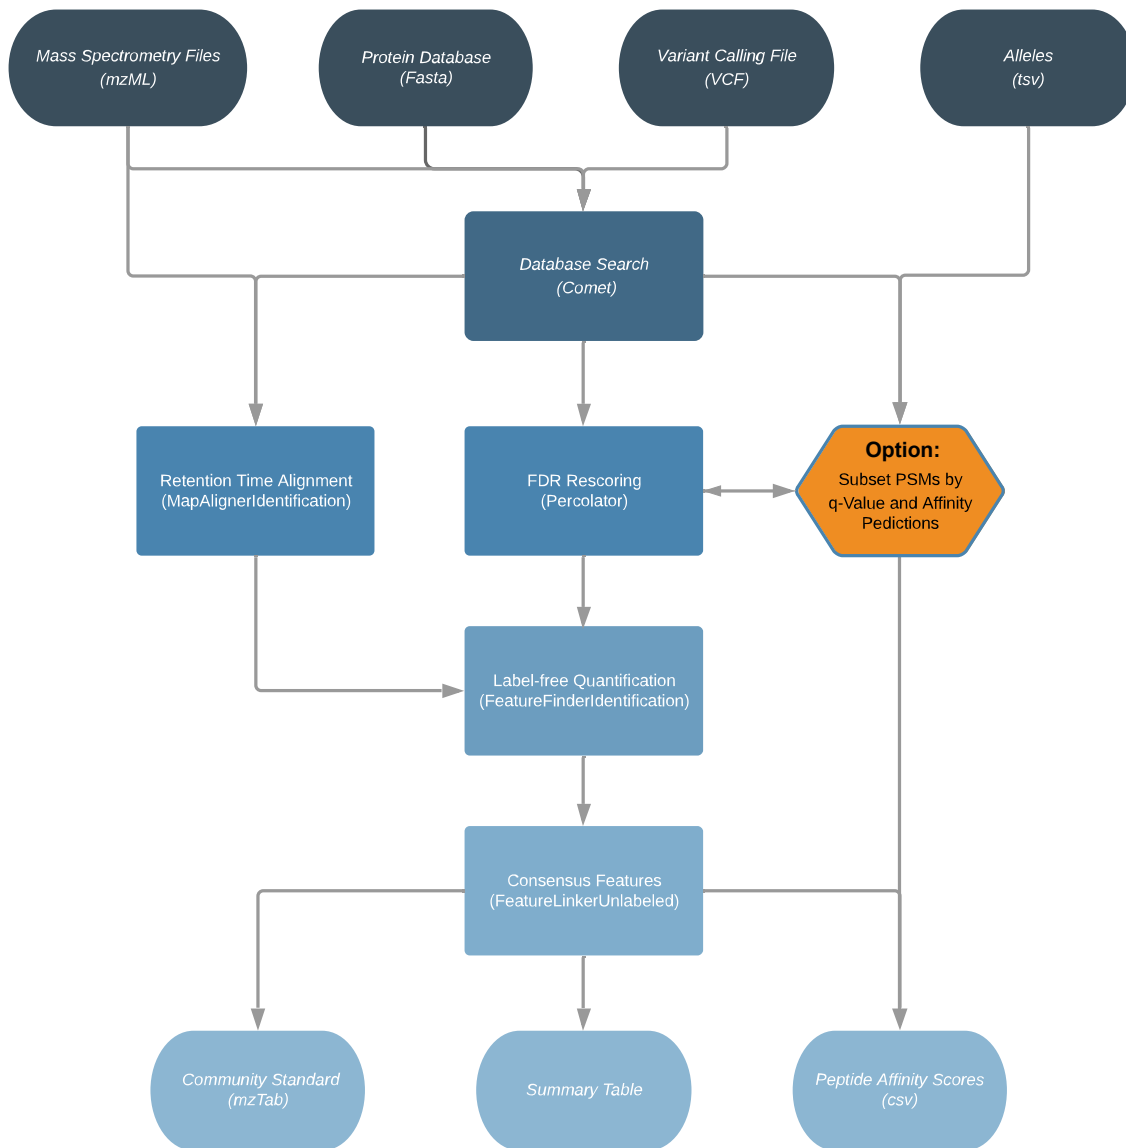 Mass Spectrometry Files
(mzML)
Protein Database
(Fasta)
Variant Calling File
(VCF)
Alleles
(tsv)
Database Search
(Comet)
Retention Time Alignment
(MapAlignerIdentification)
FDR Rescoring
(Percolator)
Option:
Subset PSMs by
q-Value and Affinity
Pedictions
Label-free Quantification
(FeatureFinderIdentification)
Consensus Features
(FeatureLinkerUnlabeled)
Community Standard
(mzTab)
Summary Table
Peptide Affinity Scores
(csv)